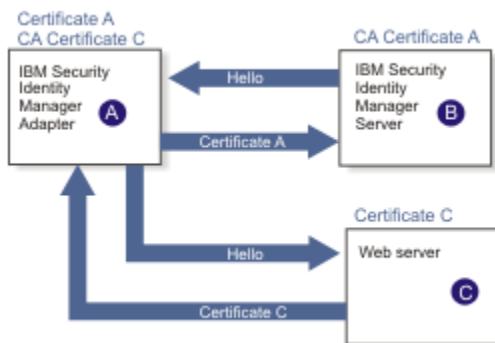 Certificate A
CA Certificate C
CA Certificate A
IBM Security
Identity
Manager
Adapter
A
Hello
IBM Security
Identity
Manager
Server
B
Certificate A
Certificate C
Hello
Web server
C
Certificate C